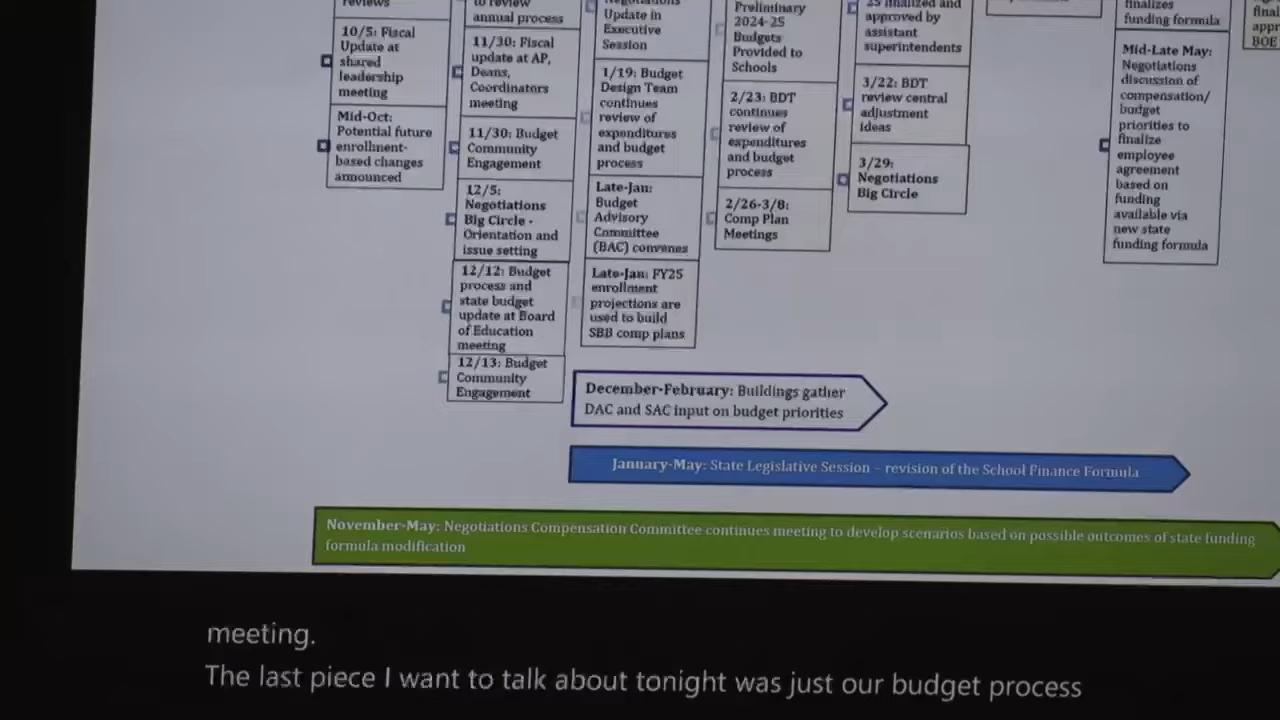 reviews
10/5: Fiscal
Update at
shared
leadership
meeting
Mid-Oct:
Potential future
enrollment-
based changes
announced
to review
annual process
11/30: Fiscal
update at AP,
Deans,
Coordinators
meeting
11/30: Budget
Community
Engagement
12/5:
Negotiations
Big Circle -
Orientation and
issue setting
12/12: Budget
process and
state budget
update at Board
of Education
meeting
12/13: Budget
Community
Engagement
Negotiations
Update in
Executive
Session
1/19: Budget
Design Team
continues
review of
expenditures
and budget
process
Late-Jan:
Budget
Advisory
Committee
(BAC) convenes
Late-Jan: FY25
enrollment
projections are
used to build
SBB comp plans
Preliminary
2024-25
Budgets
Provided to
Schools
2/23: BDT
continues
review of
expenditures
and budget
process
2/26-3/8:
Comp Plan
Meetings
25 finalized and
approved by
assistant
superintendents
3/22: BDT
review central
adjustment
ideas
3/29:
Negotiations
Big Circle
finalizes
funding formula
Mid-Late May:
Negotiations
discussion of
compensation/
budget
priorities to
finalize
employee
agreement
based on
funding
available via
new state
funding formula
BOE
December-February: Buildings gather
DAC and SAC input on budget priorities
January-May: State Legislative Session – revision of the School Finance Formula
November-May: Negotiations Compensation Committee continues meeting to develop scenarios based on possible outcomes of state funding
formula modification
meeting.
The last piece I want to talk about tonight was just our budget process